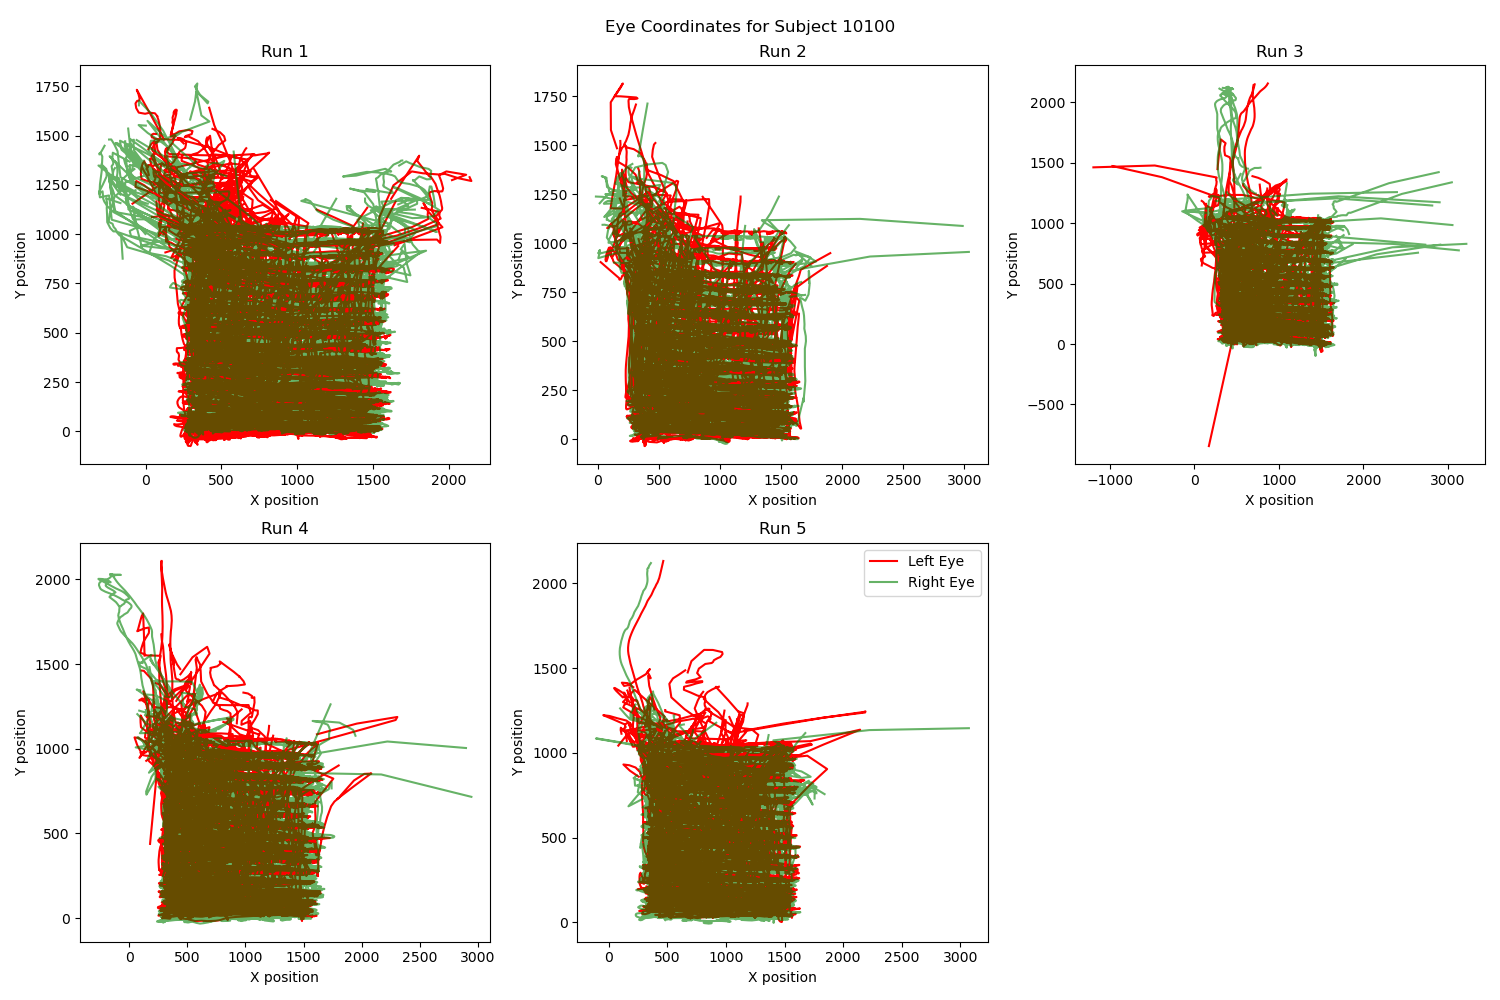 Eye Coordinates for Subject 10100
Run 1
1750
1500
1250
1000
750
500
250
0
Y position
0 500 1000 1500 2000
X position
Run 2
1750
1500
1250
1000
750
500
250
0
Y position
0 500 1000 1500 2000 2500 3000
X position
Run 3
2000
1500
1000
500
0
−500
Y position
−1000 0 1000 2000 3000
X position
Run 4
2000
1500
1000
500
0
Y position
0 500 1000 1500 2000 2500 3000
X position
Run 5
Left Eye
Right Eye
2000
1500
1000
500
0
Y position
0 500 1000 1500 2000 2500 3000
X position